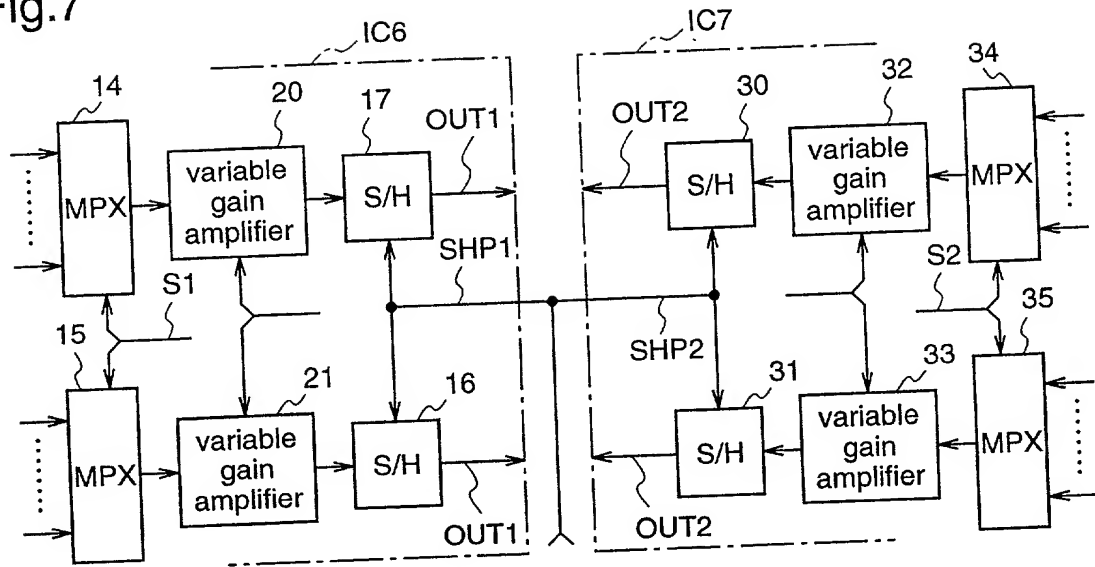 Fig.7
IC6
IC7
14
20
17
OUT1
OUT2
30
32
34
MPX
variable
gain
amplifier
S/H
S/H
variable
gain
amplifier
MPX
S1
SHP1
SHP2
S2
15
21
16
31
33
35
MPX
variable
gain
amplifier
S/H
S/H
variable
gain
amplifier
MPX
OUT1
OUT2